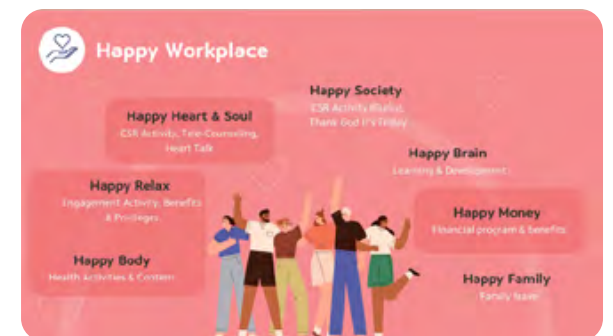 Happy Workplace
Happy Society
CSR Activity
Thank God It's Friday
Happy Heart & Soul
CSR Activity, Tele-Counseling,
Heart Talk
Happy Brain
Learning & Development
Happy Relax
Engagement Activity, Benefits
& Privileges
Happy Money
Financial program & benefits
Happy Body
Health Activities & Content
Happy Family
Family leave